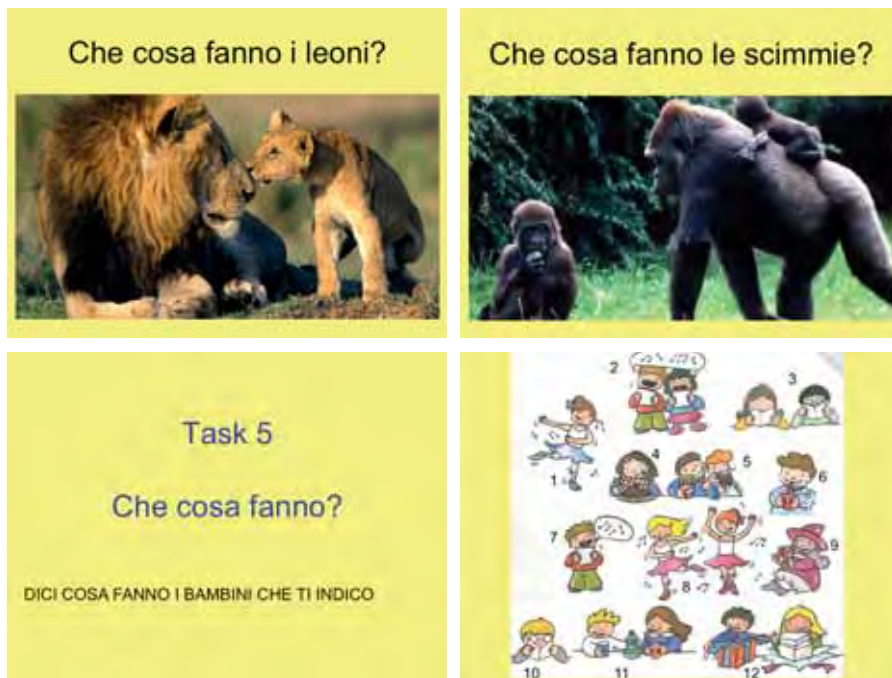 Che cosa fanno i leoni?
Che cosa fanno le scimmie?
Task 5
Che cosa fanno?
DICI COSA FANNO I BAMBINI CHE TI INDICO
2
3
1
4
5
6
7
8
9
10
11
12